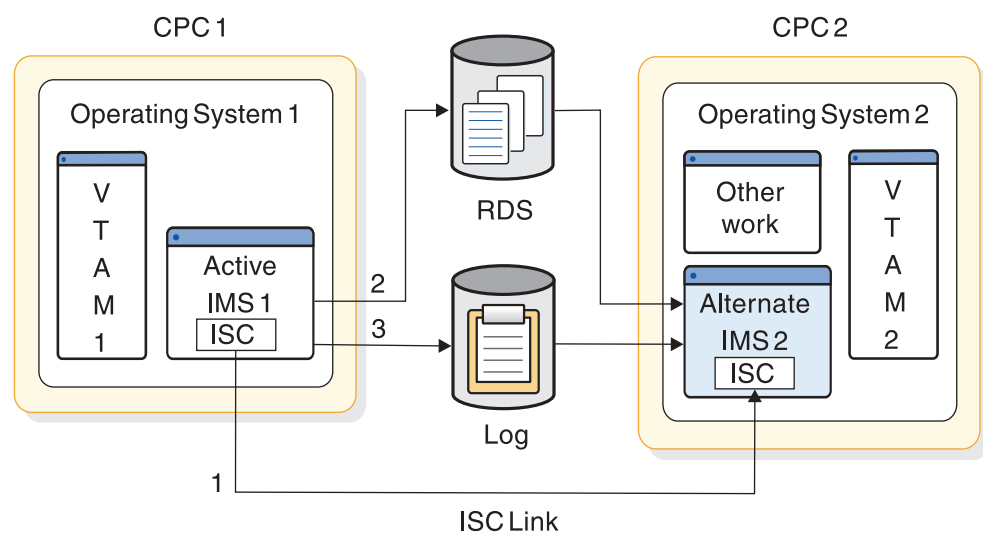 CPC 1
CPC 2
Operating System 1
V
T
A
M
1
Active
IMS 1
ISC
2
3
1
RDS
Log
ISC Link
Operating System 2
Other
work
Alternate
IMS 2
ISC
V
T
A
M
2